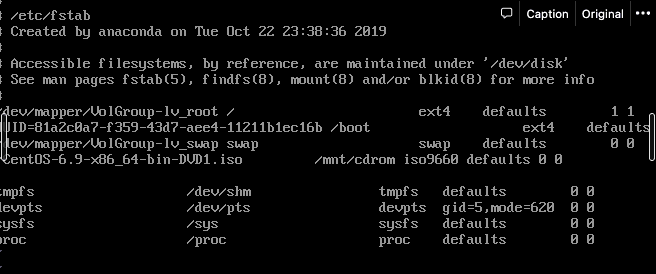 Caption Original •••
# /etc/fstab
# Created by anaconda on Tue Oct 22 23:38:36 2019
#
# Accessible filesystems, by reference, are maintained under '/dev/disk'
# See man pages fstab(5), findfs(8), mount(8) and/or blkid(8) for more info
#
/dev/mapper/VolGroup-lv_root / ext4 defaults 1 1
UUID=81a2c0a7-f359-43d7-aee4-11211b1ec16b /boot ext4 defaults
/dev/mapper/VolGroup-lv_swap swap swap defaults 0 0
CentOS-6.9-x86_64-bin-DVD1.iso /mnt/cdrom iso9660 defaults 0 0
tmpfs /dev/shm tmpfs defaults 0 0
devpts /dev/pts devpts gid=5,mode=620 0 0
sysfs /sys sysfs defaults 0 0
proc /proc proc defaults 0 0